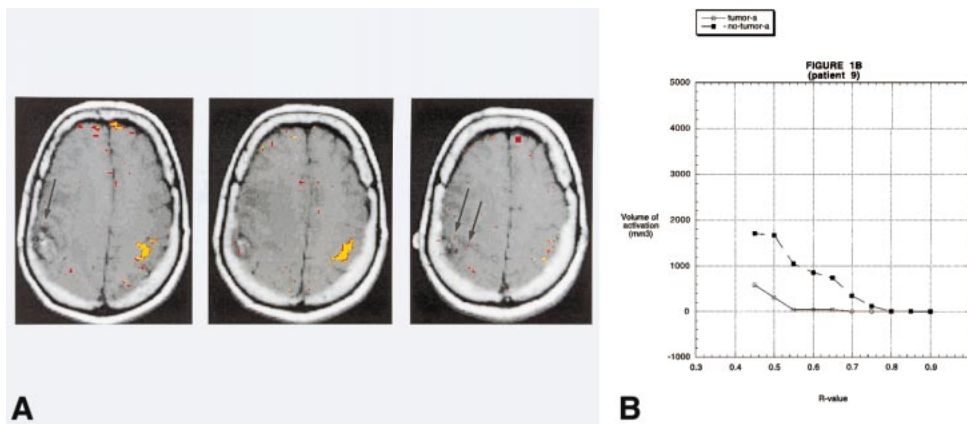 tumor-s
no-tumor-a
FIGURE 1B
(patient 9)
5000
4000
3000
2000
Volume of
activation
(mm3)
1000
0
-1000
0.3 0.4 0.5 0.6 0.7 0.8 0.9
R-value
A
B